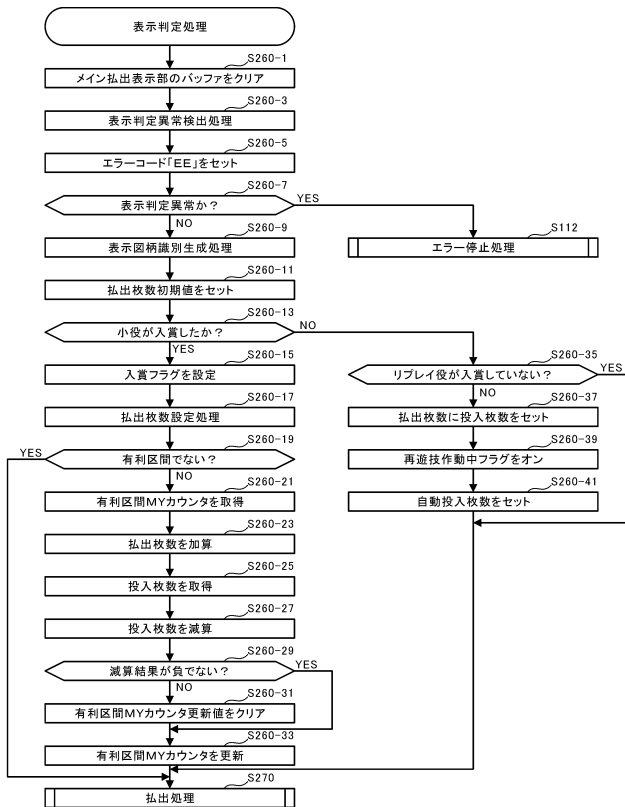 表示判定処理
S260-1
メイン払出表示部のバッファをクリア
S260-3
表示判定異常検出処理
S260-5
エラーコード「EE」をセット
S260-7
表示判定異常か？
YES
NO
S112
エラー停止処理
S260-9
表示図柄識別生成処理
S260-11
払出枚数初期値をセット
S260-13
小役が入賞したか？
NO
YES
S260-15
入賞フラグを設定
S260-17
払出枚数設定処理
S260-19
YES
有利区間でない？
NO
S260-21
有利区間MYカウンタを取得
S260-23
払出枚数を加算
S260-25
投入枚数を取得
S260-27
投入枚数を減算
S260-29
減算結果が負でない？
YES
NO
S260-31
有利区間MYカウンタ更新値をクリア
S260-33
有利区間MYカウンタを更新
S260-35
リプレイ役が入賞していない？
YES
NO
S260-37
払出枚数に投入枚数をセット
S260-39
再遊技作動中フラグをオン
S260-41
自動投入枚数をセット
S270
払出処理